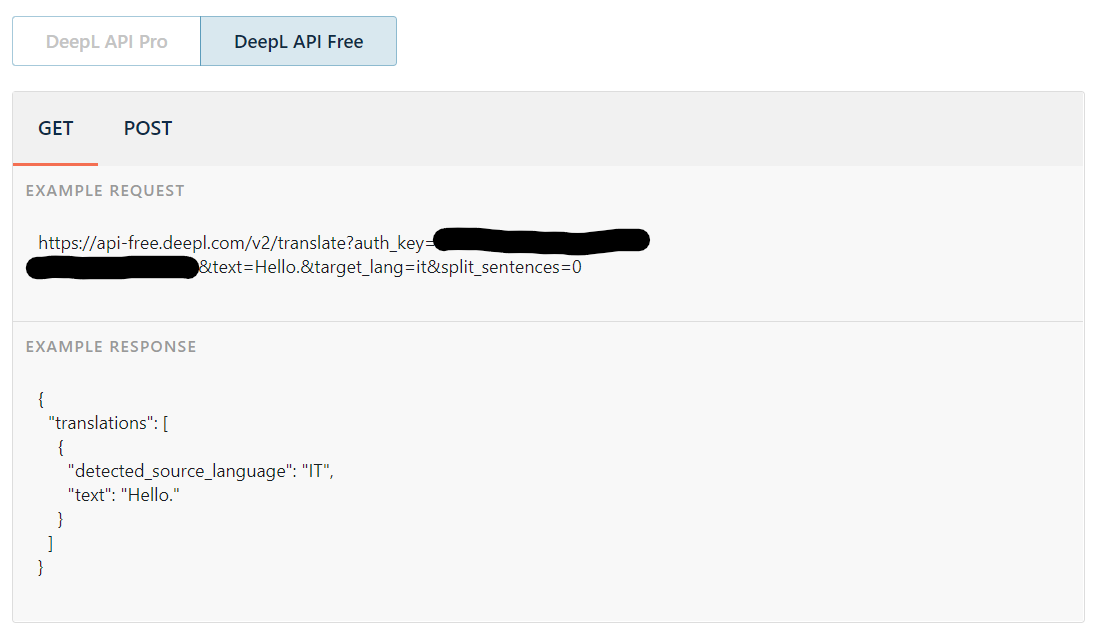 DeepL API Pro
DeepL API Free
GET
POST
EXAMPLE REQUEST
https://api-free.deepl.com/v2/translate?auth_key=
&text=Hello.&target_lang=it&split_sentences=0
EXAMPLE RESPONSE
{
"translations": [
{
"detected_source_language": "IT",
"text": "Hello."
}
]
}